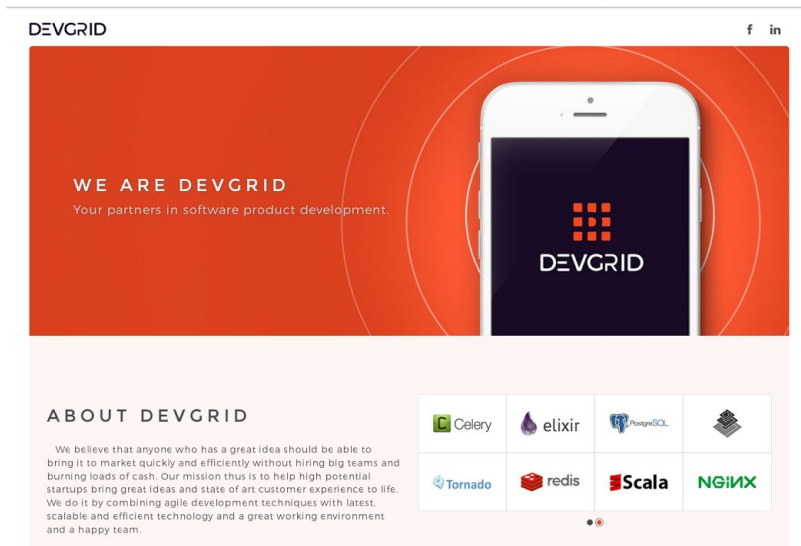 DEVGRID
f in
WE ARE DEVGRID
Your partners in software product development.
DEVGRID
ABOUT DEVGRID
We believe that anyone who has a great idea should be able to
bring it to market quickly and efficiently without hiring big teams and
burning loads of cash. Our mission thus is to help high potential
startups bring great ideas and state of art customer experience to life.
We do it by combining agile development techniques with latest,
scalable and efficient technology and a great working environment
and a happy team.
C Celery
elixir
PostgreSQL
Tornado
redis
Scala
NGINX